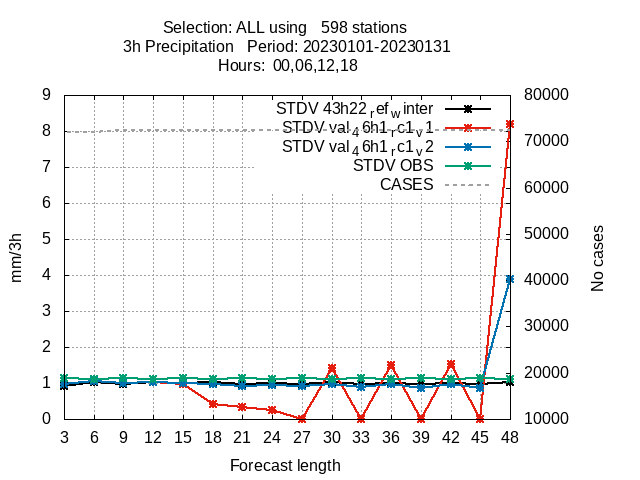 Selection: ALL using 598 stations
3h Precipitation Period: 20230101-20230131
Hours: 00,06,12,18
9 80000
STDV 43h22refwinter
STDV val46h1rc1v1
8 70000
STDV val46h1rc1v2
STDV OBS
7
CASES
60000
6
50000
5
mm/3h
No cases
4 40000
3
30000
2
20000
1
0 10000
3 6 9 12 15 18 21 24 27 30 33 36 39 42 45 48
Forecast length